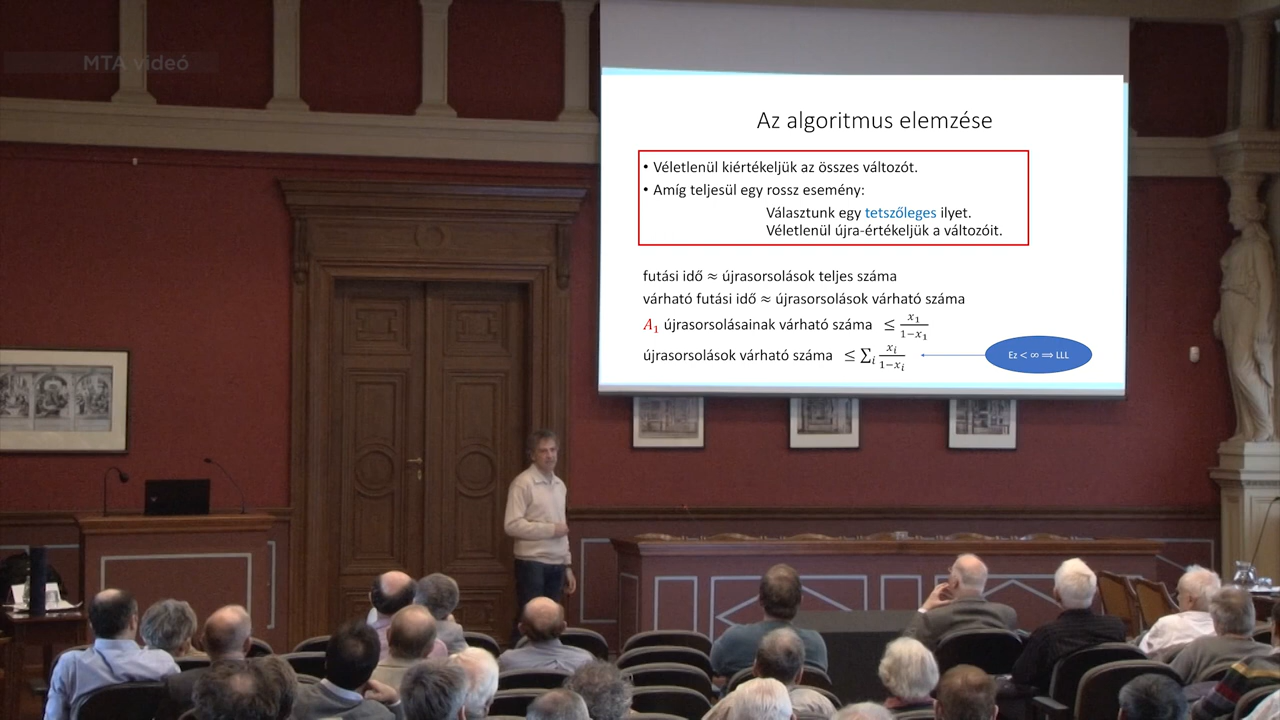 MTA videó
Az algoritmus elemzése
• Véletlenül kiértékeljük az összes változót.
• Amíg teljesül egy rossz esemény:
Választunk egy tetszőleges ilyet.
Véletlenül újra-értékeljük a változóit.
futási idő ≈ újrasorsolások teljes száma
várható futási idő ≈ újrasorsolások várható száma
A₁ újrasorsolásainak várható száma ≤ x₁/(1−x₁)
újrasorsolások várható száma ≤ ∑ᵢ xᵢ/(1−xᵢ)
Ez < ∞ ⟹ LLL